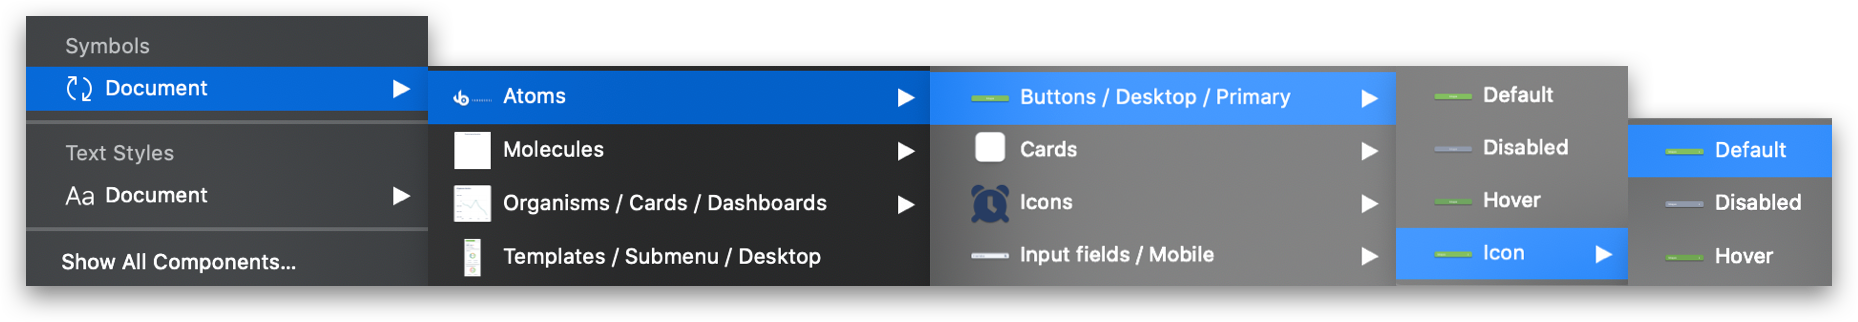 Symbols
Document
Text Styles
Aa Document
Show All Components...
Atoms
Molecules
Organisms / Cards / Dashboards
Templates / Submenu / Desktop
Buttons / Desktop / Primary
Cards
Icons
Input fields / Mobile
Default
Disabled
Hover
Icon
Default
Disabled
Hover